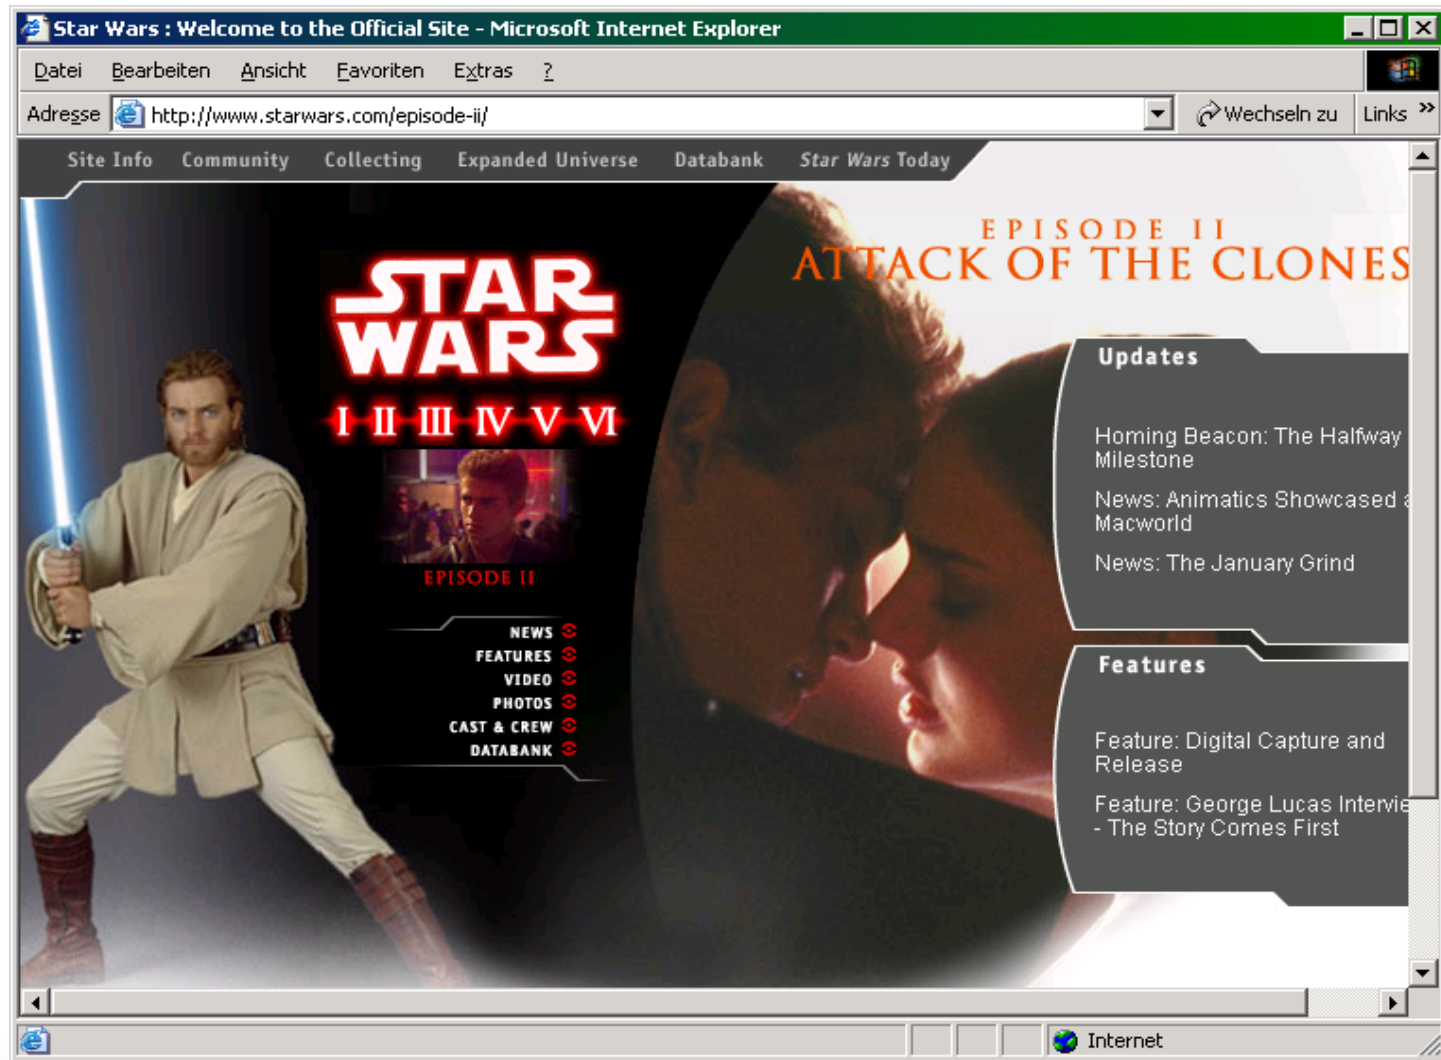 Star Wars : Welcome to the Official Site - Microsoft Internet Explorer
Datei Bearbeiten Ansicht Favoriten Extras ?
Adresse http://www.starwars.com/episode-ii/ Wechseln zu Links »
Site Info Community Collecting Expanded Universe Databank Star Wars Today
EPISODE II
ATTACK OF THE CLONES
STAR
WARS
I II III IV V VI
EPISODE II
NEWS
FEATURES
VIDEO
PHOTOS
CAST & CREW
DATABANK
Updates
Homing Beacon: The Halfway
Milestone
News: Animatics Showcased
Macworld
News: The January Grind
Features
Feature: Digital Capture and
Release
Feature: George Lucas Intervie
- The Story Comes First
Internet